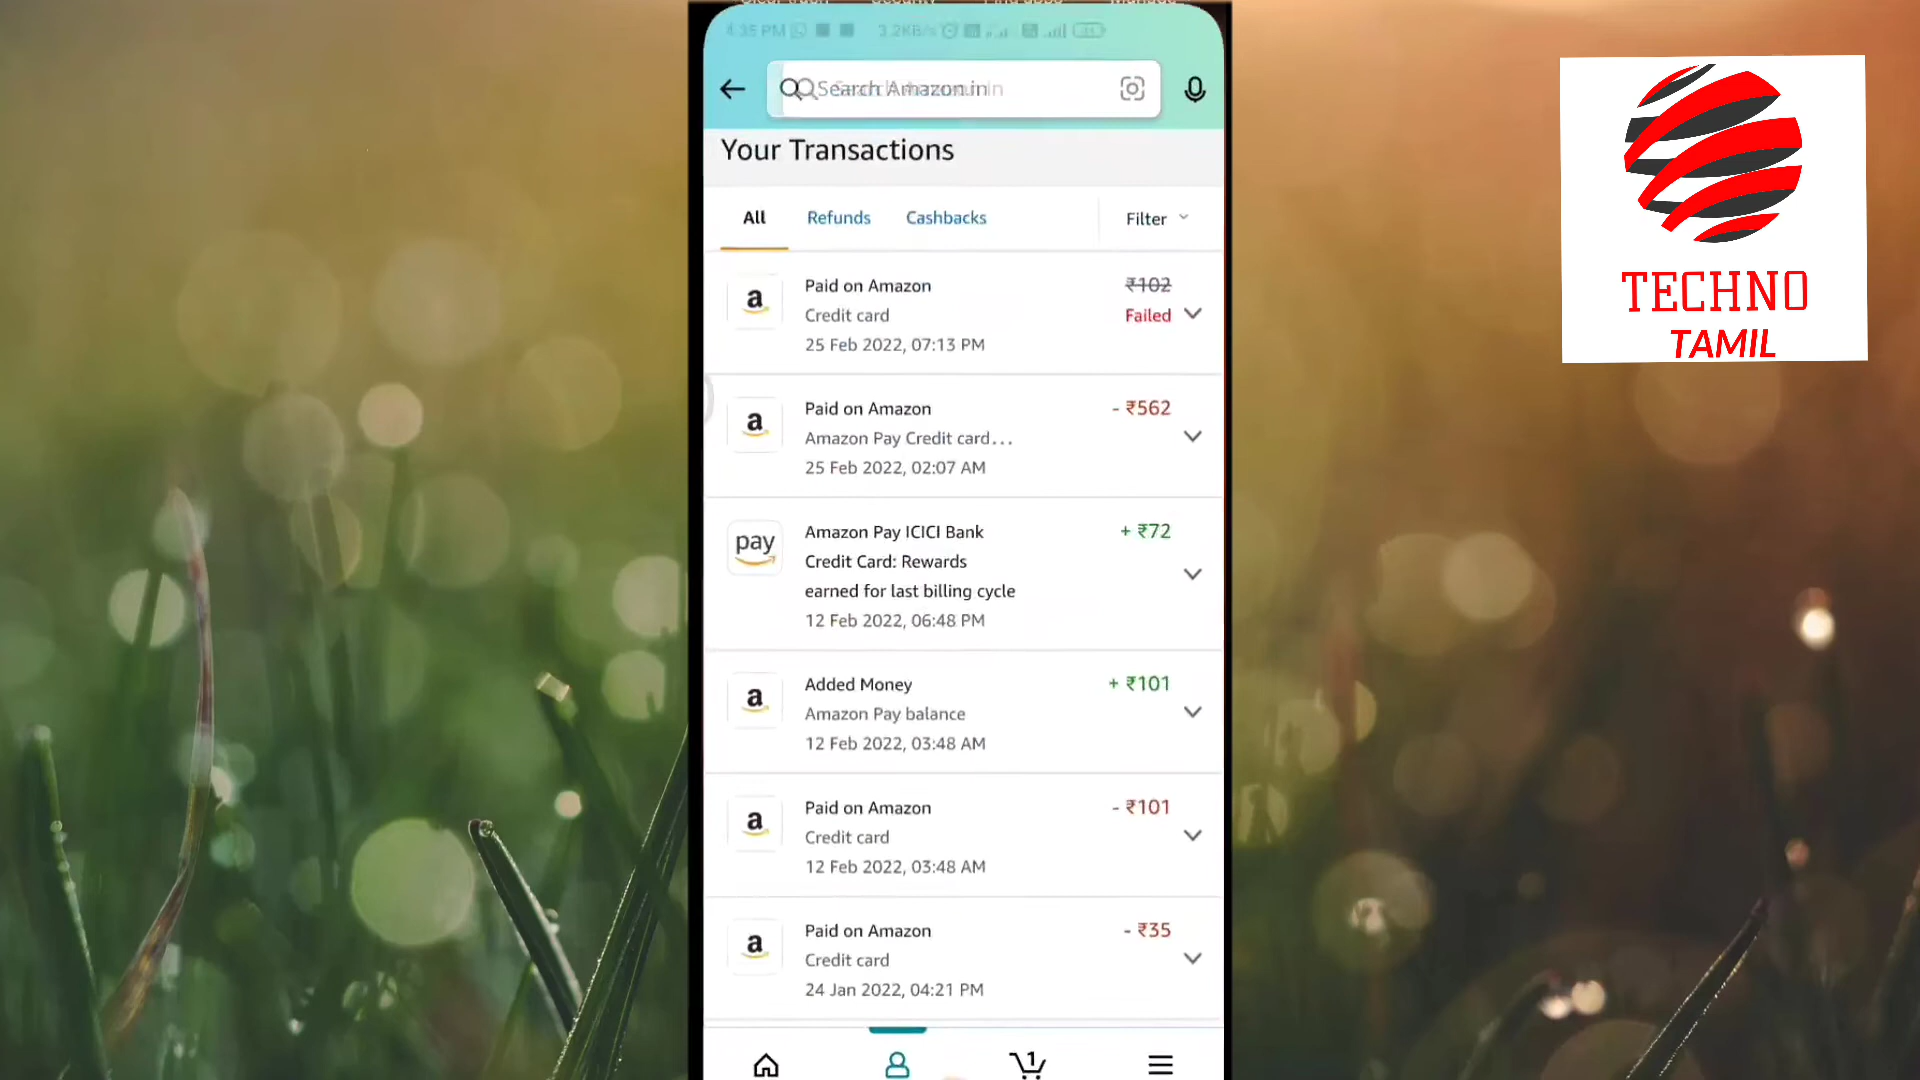 4:35 PM
3.2KB/s
Search Amazon.in
Your Transactions
All
Refunds
Cashbacks
Filter
Paid on Amazon
₹102
Credit card
Failed
25 Feb 2022, 07:13 PM
Paid on Amazon
- ₹562
Amazon Pay Credit card...
25 Feb 2022, 02:07 AM
pay
Amazon Pay ICICI Bank
+ ₹72
Credit Card: Rewards
earned for last billing cycle
12 Feb 2022, 06:48 PM
Added Money
+ ₹101
Amazon Pay balance
12 Feb 2022, 03:48 AM
Paid on Amazon
- ₹101
Credit card
12 Feb 2022, 03:48 AM
Paid on Amazon
- ₹35
Credit card
24 Jan 2022, 04:21 PM
1
TECHNO
TAMIL